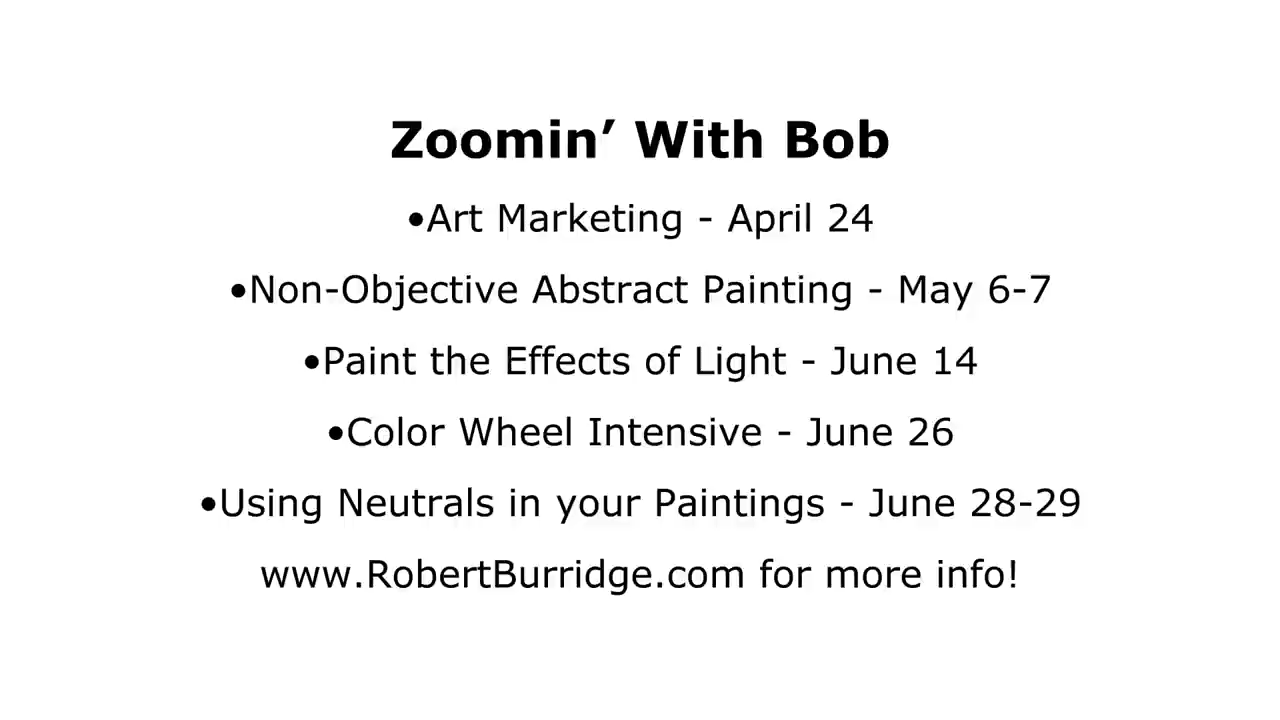 Zoomin’ With Bob
•Art Marketing - April 24
•Non-Objective Abstract Painting - May 6-7
•Paint the Effects of Light - June 14
•Color Wheel Intensive - June 26
•Using Neutrals in your Paintings - June 28-29
www.RobertBurridge.com for more info!